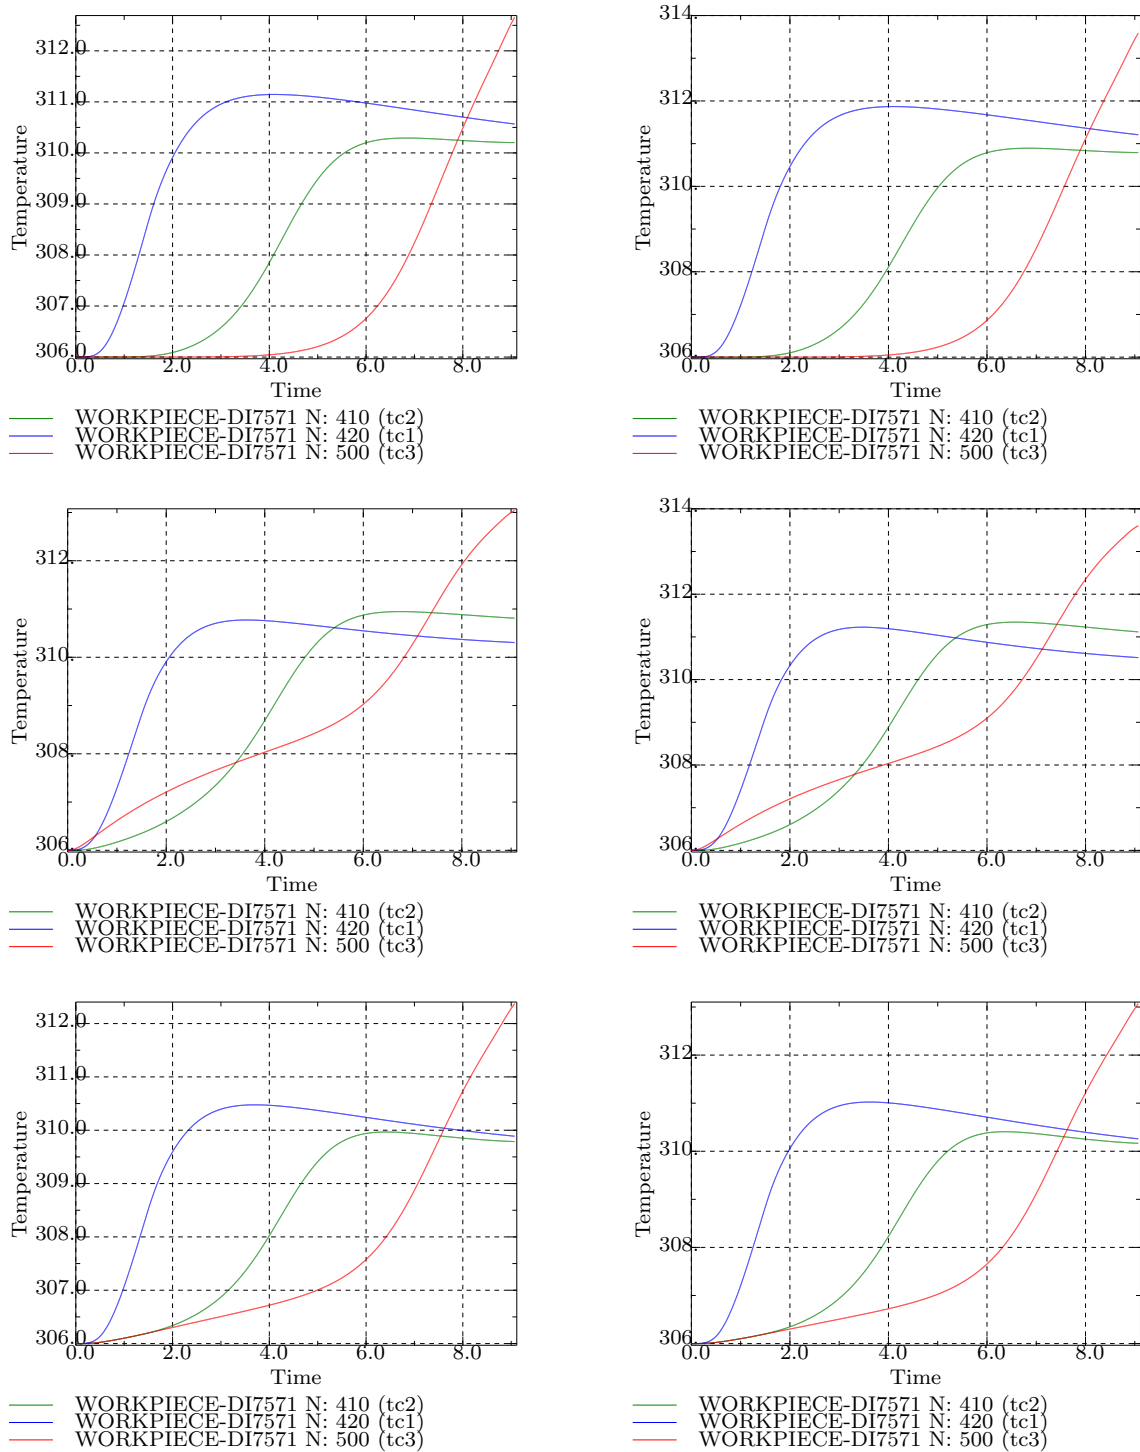 312.0
311.0
310.0
309.0
308.0
307.0
306.0
Temperature
0.0 2.0 4.0 6.0 8.0
Time
WORKPIECE-DI7571 N: 410 (tc2)
WORKPIECE-DI7571 N: 420 (tc1)
WORKPIECE-DI7571 N: 500 (tc3)
314.
312.
310.
308.
306.
Temperature
0.0 2.0 4.0 6.0 8.0
Time
WORKPIECE-DI7571 N: 410 (tc2)
WORKPIECE-DI7571 N: 420 (tc1)
WORKPIECE-DI7571 N: 500 (tc3)
312.
310.
308.
306.
Temperature
0.0 2.0 4.0 6.0 8.0
Time
WORKPIECE-DI7571 N: 410 (tc2)
WORKPIECE-DI7571 N: 420 (tc1)
WORKPIECE-DI7571 N: 500 (tc3)
314.
312.
310.
308.
306.
Temperature
0.0 2.0 4.0 6.0 8.0
Time
WORKPIECE-DI7571 N: 410 (tc2)
WORKPIECE-DI7571 N: 420 (tc1)
WORKPIECE-DI7571 N: 500 (tc3)
312.0
311.0
310.0
309.0
308.0
307.0
306.0
Temperature
0.0 2.0 4.0 6.0 8.0
Time
WORKPIECE-DI7571 N: 410 (tc2)
WORKPIECE-DI7571 N: 420 (tc1)
WORKPIECE-DI7571 N: 500 (tc3)
312.
310.
308.
306.
Temperature
0.0 2.0 4.0 6.0 8.0
Time
WORKPIECE-DI7571 N: 410 (tc2)
WORKPIECE-DI7571 N: 420 (tc1)
WORKPIECE-DI7571 N: 500 (tc3)